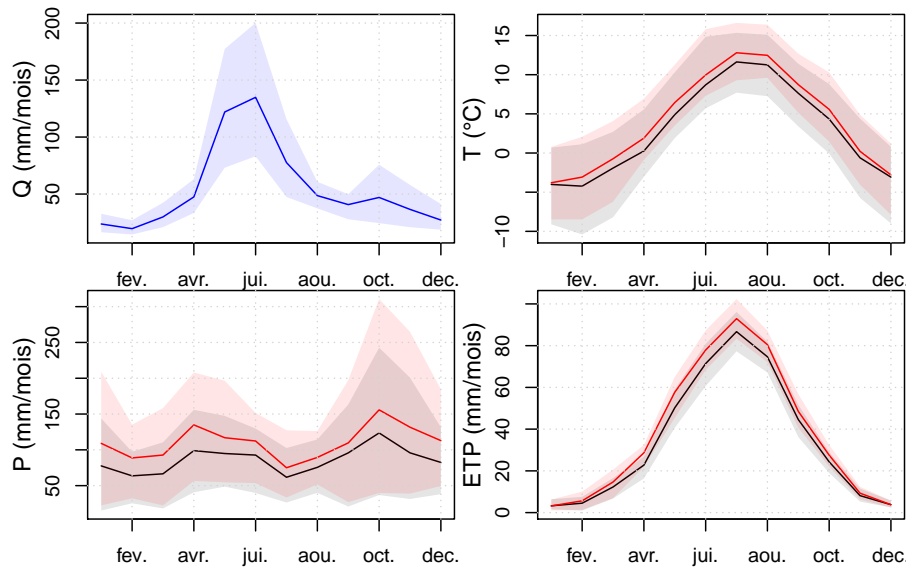 Q (mm/mois)
50
100
150
200
fev.
avr.
jui.
aou.
oct.
dec.
T (°C)
−10
0
5
10
15
fev.
avr.
jui.
aou.
oct.
dec.
P (mm/mois)
50
100
150
250
fev.
avr.
jui.
aou.
oct.
dec.
ETP (mm/mois)
0
20
40
60
80
fev.
avr.
jui.
aou.
oct.
dec.